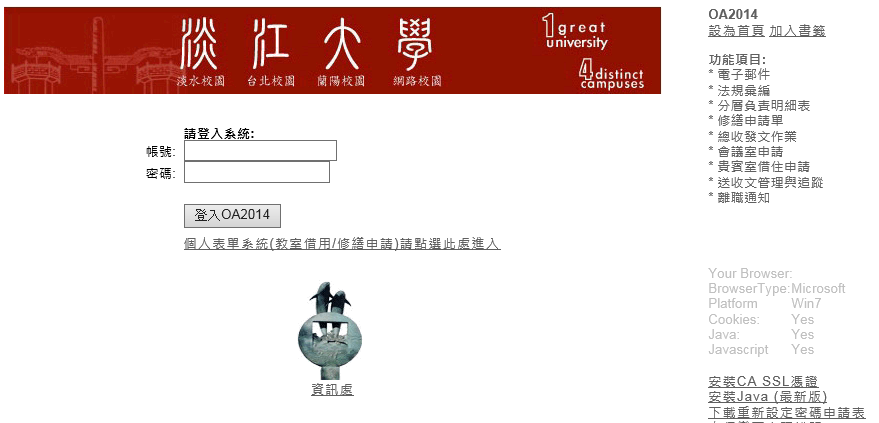 淡江大學
淡水校園 台北校園 蘭陽校園 網路校園
1 great university
4 distinct campuses
請登入系統:
帳號:
密碼:
登入OA2014
個人表單系統(教室借用/修繕申請)請點選此處進入
資訊處
OA2014
設為首頁 加入書籤
功能項目:
* 電子郵件
* 法規彙編
* 分層負責明細表
* 修繕申請單
* 總收發文作業
* 會議室申請
* 貴賓室借住申請
* 送收文管理與追蹤
* 離職通知
Your Browser:
BrowserType:Microsoft
Platform Win7
Cookies: Yes
Java: Yes
Javascript Yes
安裝CA SSL憑證
安裝Java (最新版)
下載重新設定密碼申請表